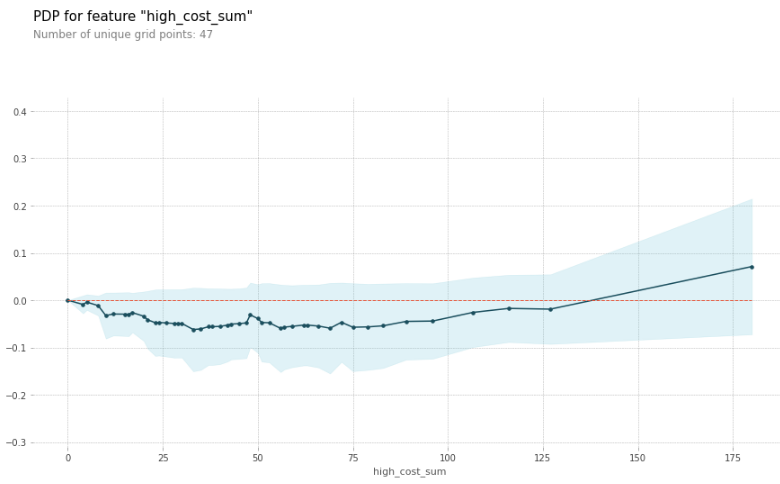 PDP for feature "high_cost_sum"
Number of unique grid points: 47
0.4
0.3
0.2
0.1
0.0
−0.1
−0.2
−0.3
0 25 50 75 100 125 150 175
high_cost_sum